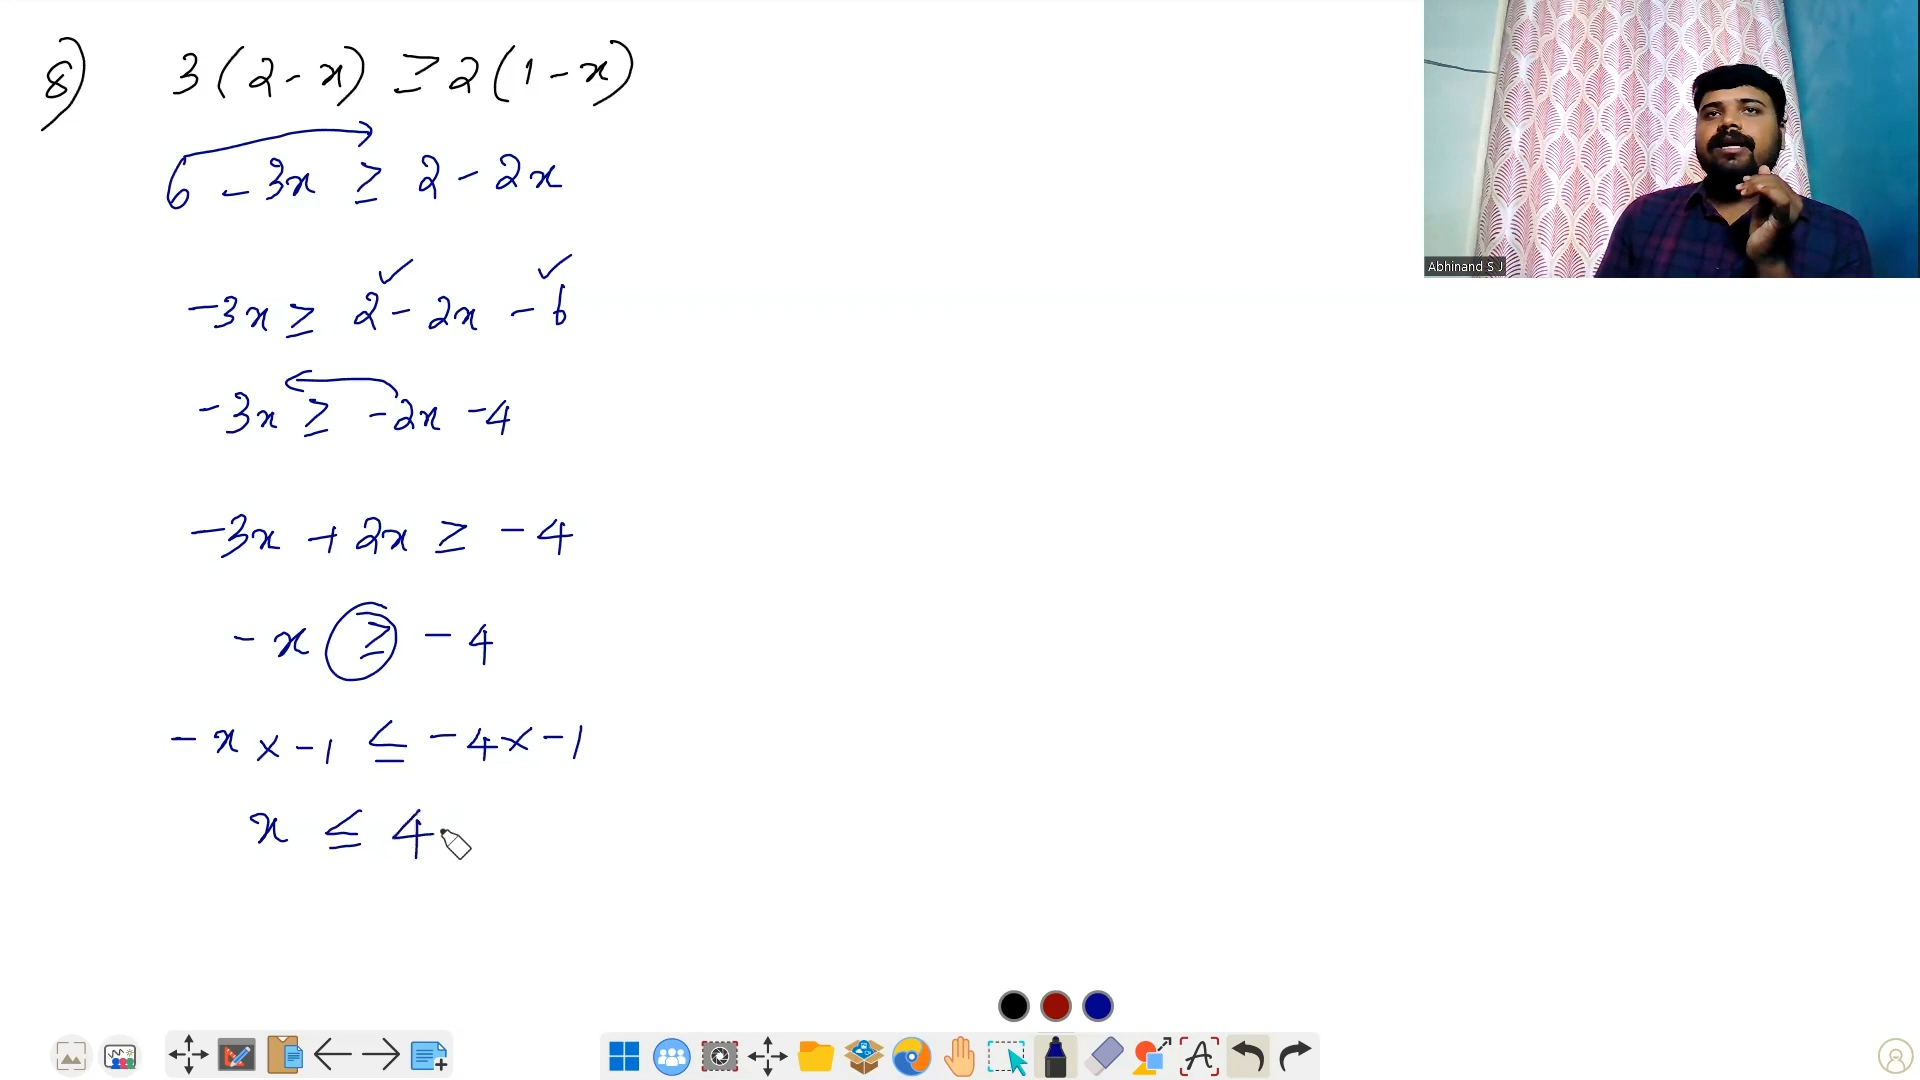 8) 3(2-x) ≥ 2(1-x)
6 - 3x ≥ 2 - 2x
-3x ≥ 2 - 2x - 6
-3x ≥ -2x -4
-3x + 2x ≥ -4
-x ≥ -4
-x × -1 ≤ -4 × -1
x ≤ 4
Abhinand S J